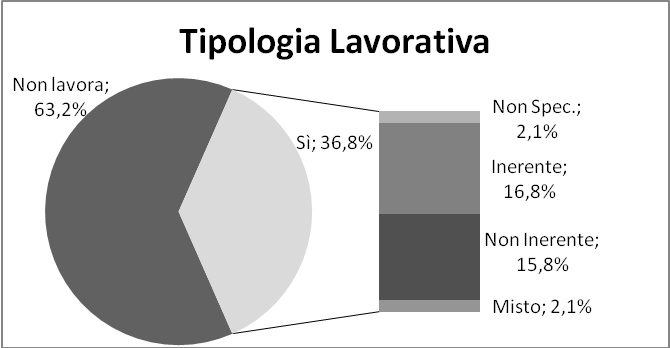 Tipologia Lavorativa
Non lavora;
63,2%
Sì; 36,8%
Non Spec.;
2,1%
Inerente;
16,8%
Non Inerente;
15,8%
Misto; 2,1%